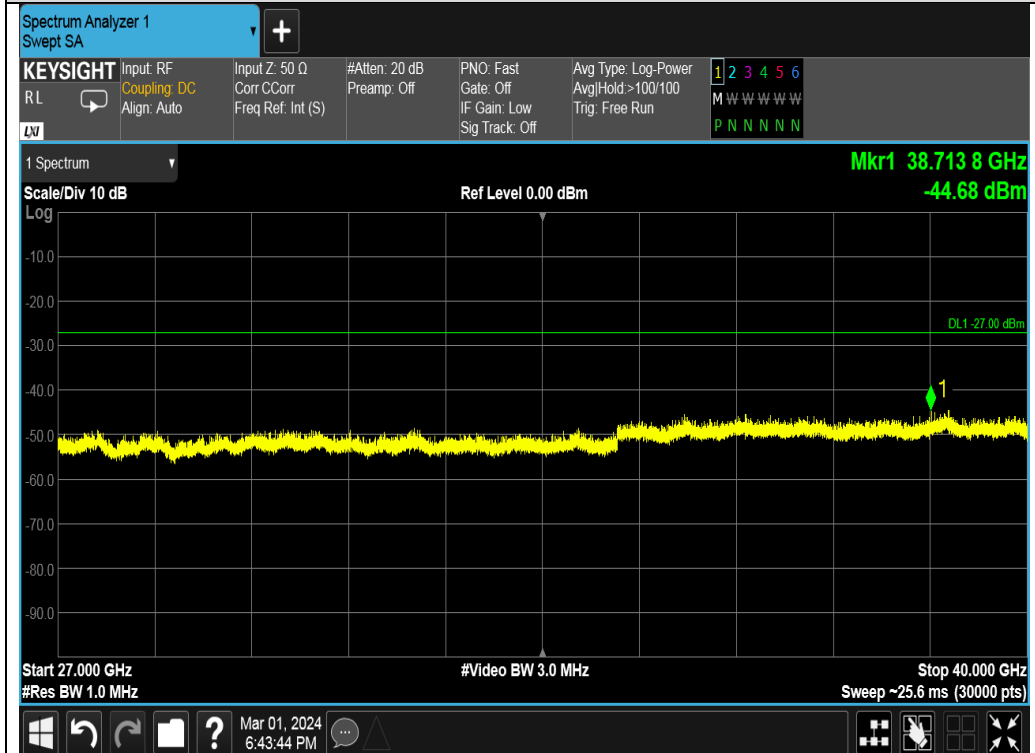 Spectrum Analyzer 1
Swept SA
+
KEYSIGHT
RL
LXI
Input: RF
Coupling: DC
Align: Auto
Input Z: 50 Ω
Corr CCorr
Freq Ref: Int (S)
#Atten: 20 dB
Preamp: Off
PNO: Fast
Gate: Off
IF Gain: Low
Sig Track: Off
Avg Type: Log-Power
Avg|Hold:>100/100
Trig: Free Run
1 2 3 4 5 6
M W W W W W
P N N N N N
1 Spectrum
Mkr1 38.713 8 GHz
-44.68 dBm
Scale/Div 10 dB
Ref Level 0.00 dBm
Log
-10.0
-20.0
DL1 -27.00 dBm
-30.0
-40.0
1
-50.0
-60.0
-70.0
-80.0
-90.0
Start 27.000 GHz
#Video BW 3.0 MHz
Stop 40.000 GHz
#Res BW 1.0 MHz
Sweep ~25.6 ms (30000 pts)
?
Mar 01, 2024
6:43:44 PM